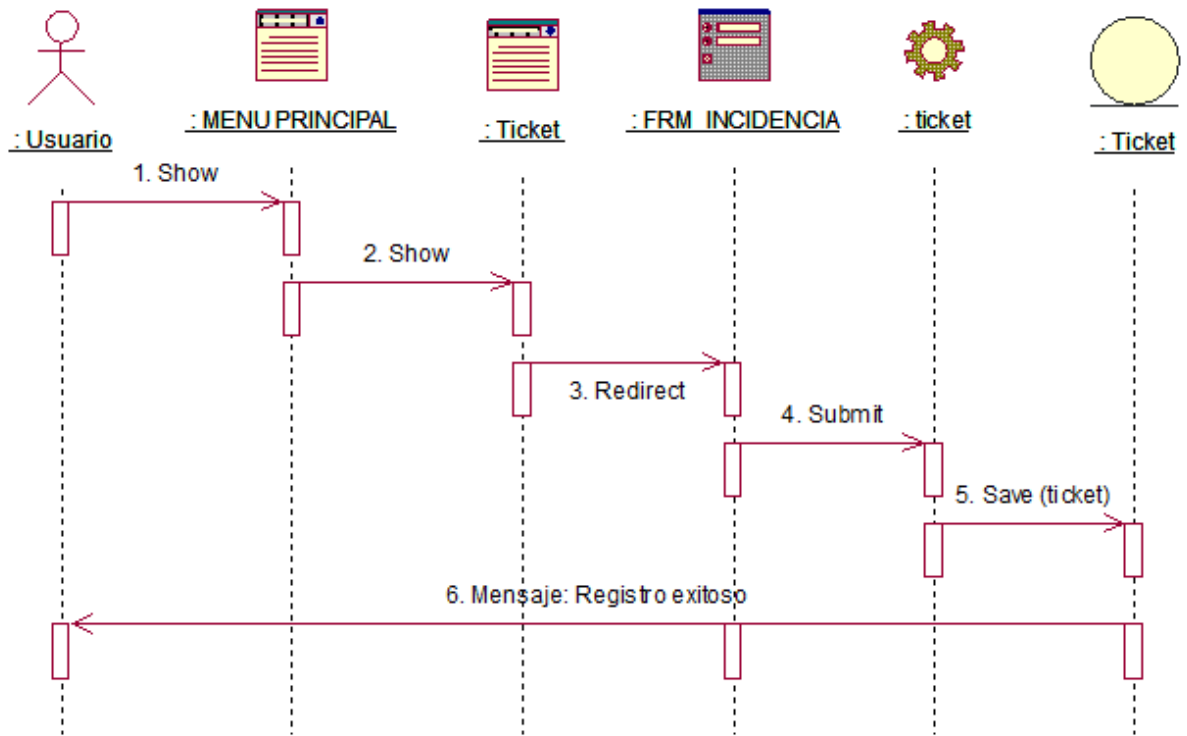 : Usuario
: MENU PRINCIPAL
: Ticket
: FRM_INCIDENCIA
: ticket
: Ticket
1. Show
2. Show
3. Redirect
4. Submit
5. Save (ticket)
6. Mensaje: Registro exitoso